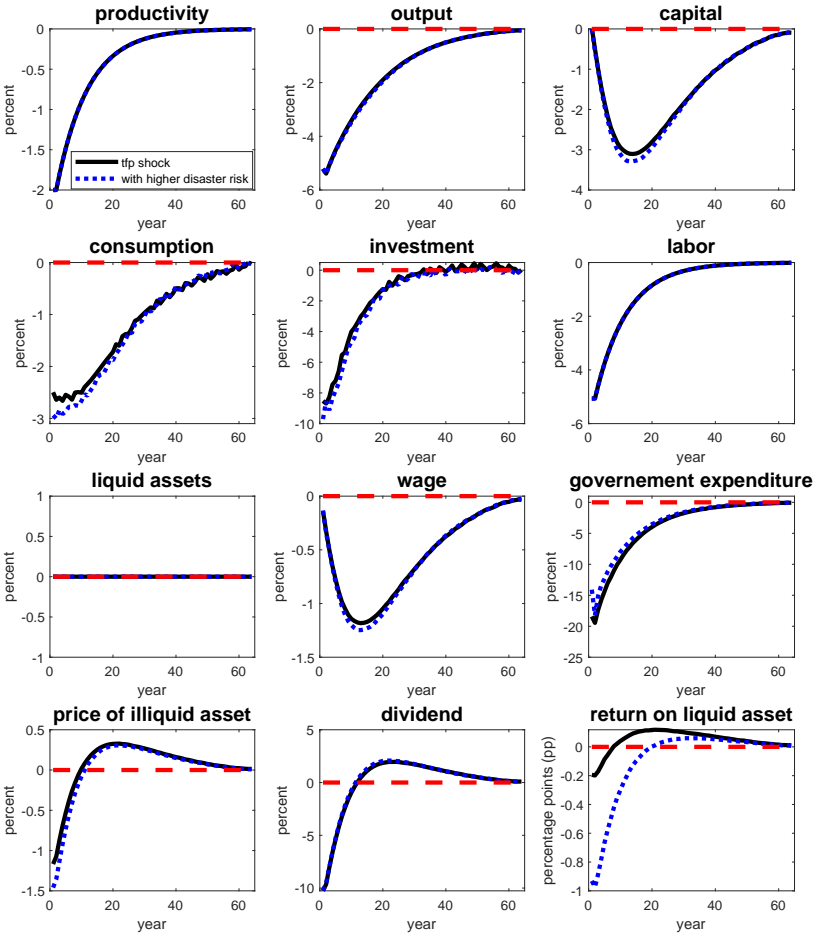 productivity
output
capital
0
-0.5
-1
-1.5
-2
percent
tfp shock
with higher disaster risk
0 20 40 60
year
0
-2
-4
-6
percent
0 20 40 60
year
0
-1
-2
-3
-4
percent
0 20 40 60
year
consumption
investment
labor
0
-1
-2
-3
percent
0 20 40 60
year
0
-2
-4
-6
-8
-10
percent
0 20 40 60
year
0
-2
-4
-6
percent
0 20 40 60
year
liquid assets
wage
governement expenditure
1
0.5
0
-0.5
-1
percent
0 20 40 60
year
0
-0.5
-1
-1.5
percent
0 20 40 60
year
0
-5
-10
-15
-20
-25
percent
0 20 40 60
year
price of illiquid asset
dividend
return on liquid asset
0.5
0
-0.5
-1
-1.5
percent
0 20 40 60
year
5
0
-5
-10
percent
0 20 40 60
year
0
-0.2
-0.4
-0.6
-0.8
-1
percentage points (pp)
0 20 40 60
year